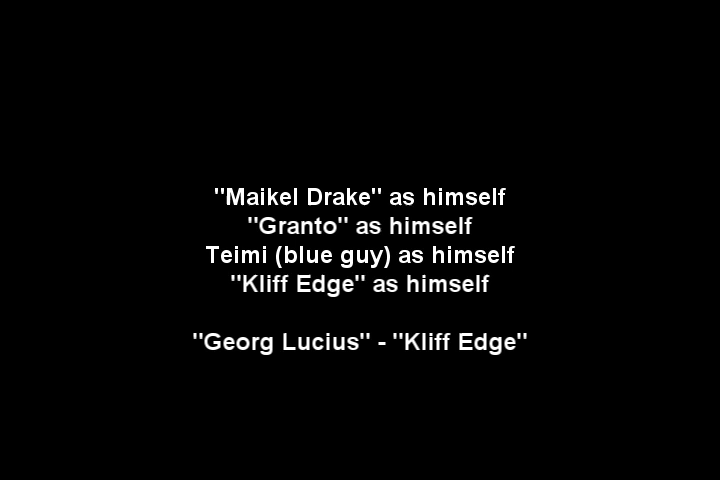 "Maikel Drake" as himself
"Granto" as himself
Teimi (blue guy) as himself
"Kliff Edge" as himself
"Georg Lucius" - "Kliff Edge"